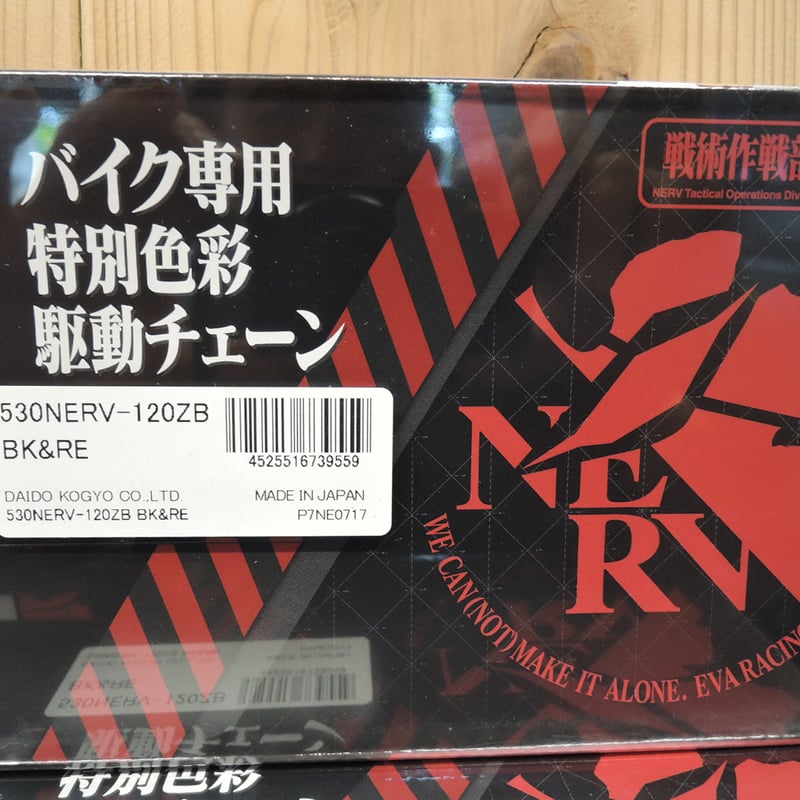 バイク専用
特別色彩
駆動チェーン
戦術作戦部
NERV Tactical Operations Div
530NERV-120ZB
BK&RE
4525516739559
DAIDO KOGYO CO.,LTD.
MADE IN JAPAN
530NERV-120ZB BK&RE
P7NE0717
NERV
WE CAN(NOT)MAKE IT ALONE. EVA RACING
特別色彩